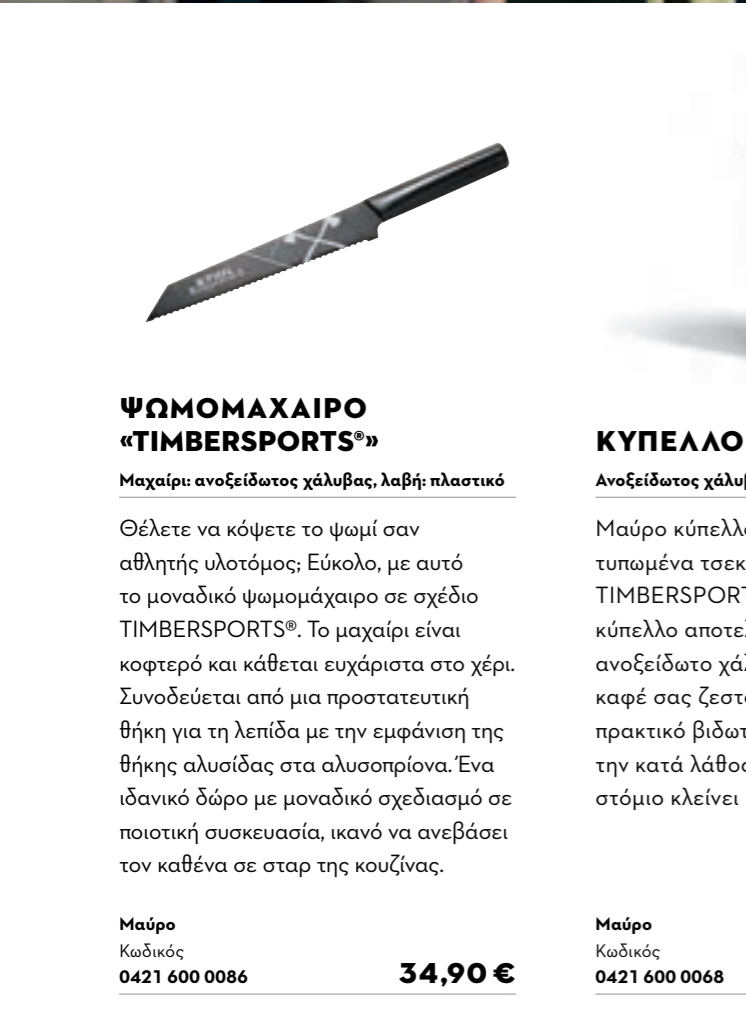 ΨΩΜΟΜΑΧΑΙΡΟ
«TIMBERSPORTS®»
Μαχαίρι: ανοξείδωτος χάλυβας, λαβή: πλαστικό
Θέλετε να κόψετε το ψωμί σαν
αθλητής υλοτόμος; Εύκολο, με αυτό
το μοναδικό ψωμομάχαιρο σε σχέδιο
TIMBERSPORTS®. Το μαχαίρι είναι
κοφτερό και κάθεται ευχάριστα στο χέρι.
Συνοδεύεται από μια προστατευτική
θήκη για τη λεπίδα με την εμφάνιση της
θήκης αλυσίδας στα αλυσοπρίονα. Ένα
ιδανικό δώρο με μοναδικό σχεδιασμό σε
ποιοτική συσκευασία, ικανό να ανεβάσει
τον καθένα σε σταρ της κουζίνας.
Μαύρο
Κωδικός
0421 600 0086
34,90 €
ΚΥΠΕΛΛΟ
Ανοξείδωτος
Μαύρο
τυπωμένα
κύπελλο
ανοξείδωτο
καφέ σας
πρακτικό
την κατά λάθος
στόμιο κλείνει
Μαύρο
Κωδικός
0421 600 0068